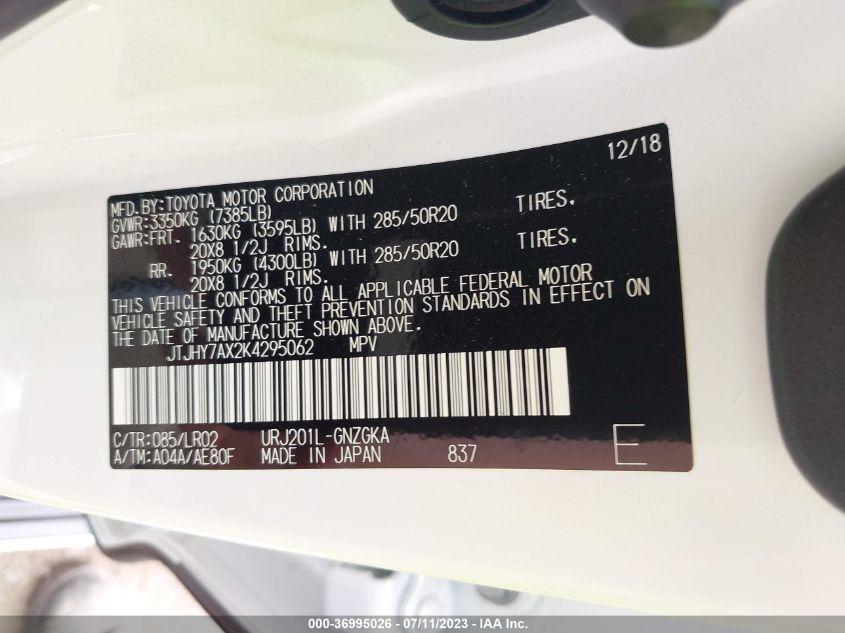 12/18
MFD.BY:TOYOTA MOTOR CORPORATION
GVWR:3350KG (7385LB)
GAWR:FRT. 1630KG (3595LB) WITH 285/50R20 TIRES.
20X8 1/2J RIMS.
RR. 1950KG (4300LB) WITH 285/50R20 TIRES.
20X8 1/2J RIMS.
THIS VEHICLE CONFORMS TO ALL APPLICABLE FEDERAL MOTOR
VEHICLE SAFETY AND THEFT PREVENTION STANDARDS IN EFFECT ON
THE DATE OF MANUFACTURE SHOWN ABOVE.
JTJHY7AX2K4295062 MPV
C/TR:085/LR02 URJ201L-GNZGKA
A/TM:A04A/AE80F MADE IN JAPAN 837 E
000-36995026 - 07/11/2023 - IAA Inc.